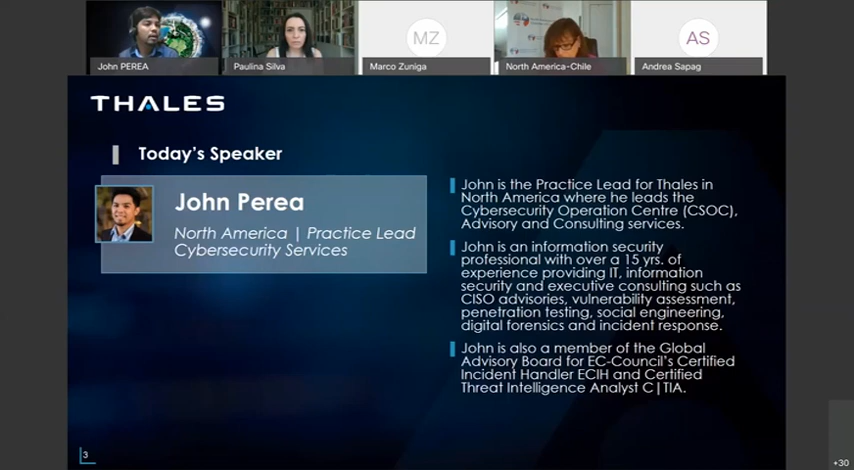 John PEREA
Paulina Silva
MZ
Marco Zuniga
North America-Chile
AS
Andrea Sapag
THALES
Today's Speaker
John Perea
North America | Practice Lead
Cybersecurity Services
John is the Practice Lead for Thales in
North America where he leads the
Cybersecurity Operation Centre (CSOC),
Advisory and Consulting services.
John is an information security
professional with over a 15 yrs. of
experience providing IT, information
security and executive consulting such as
CISO advisories, vulnerability assessment,
penetration testing, social engineering,
digital forensics and incident response.
John is also a member of the Global
Advisory Board for EC-Council's Certified
Incident Handler ECIH and Certified
Threat Intelligence Analyst C|TIA.
3
+30